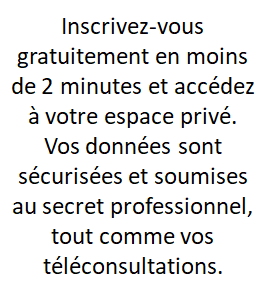 Inscrivez-vous
gratuitement en moins
de 2 minutes et accédez
à votre espace privé.
Vos données sont
sécurisées et soumises
au secret professionnel,
tout comme vos
téléconsultations.